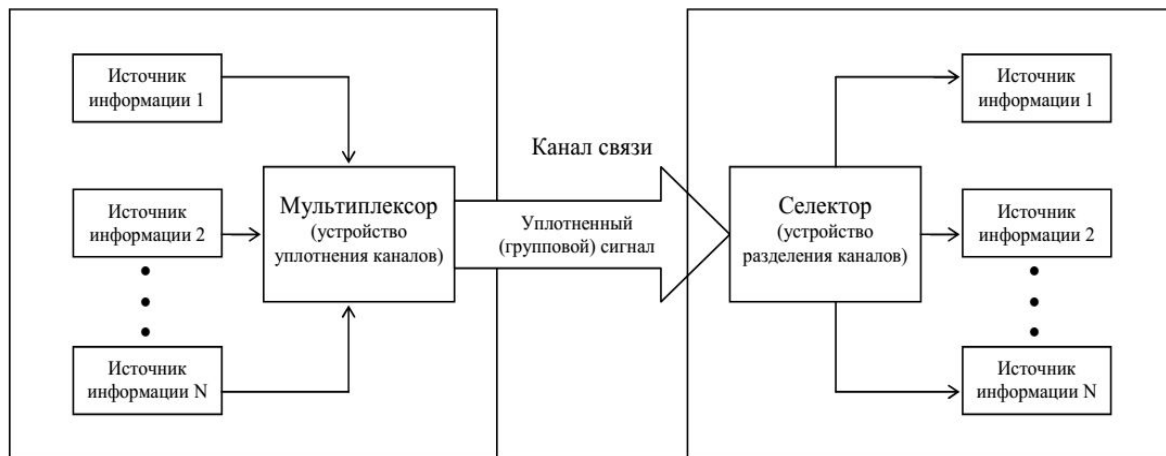 Источник
информации 1
Источник
информации 2
Источник
информации N
Мультиплексор
(устройство
уплотнения каналов)
Канал связи
Уплотненный
(групповой) сигнал
Селектор
(устройство
разделения каналов)
Источник
информации 1
Источник
информации 2
Источник
информации N